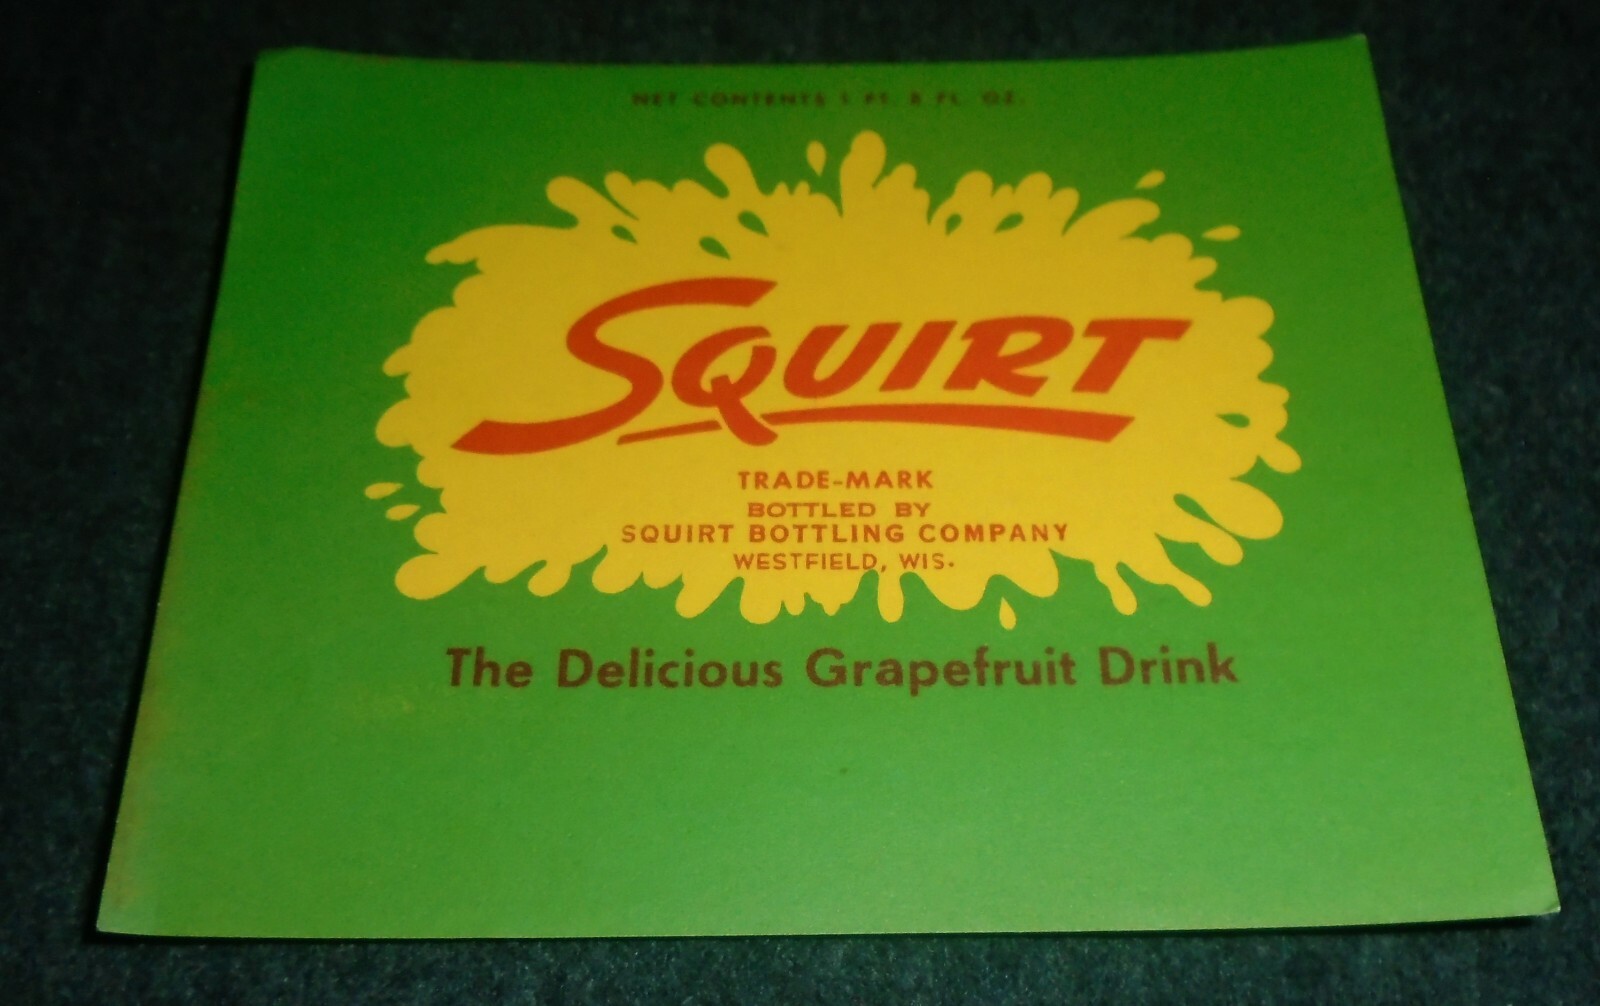 NET CONTENTS 1 PT. 8 FL. OZ.
SQUIRT
TRADE-MARK
BOTTLED BY
SQUIRT BOTTLING COMPANY
WESTFIELD, WIS.
The Delicious Grapefruit Drink